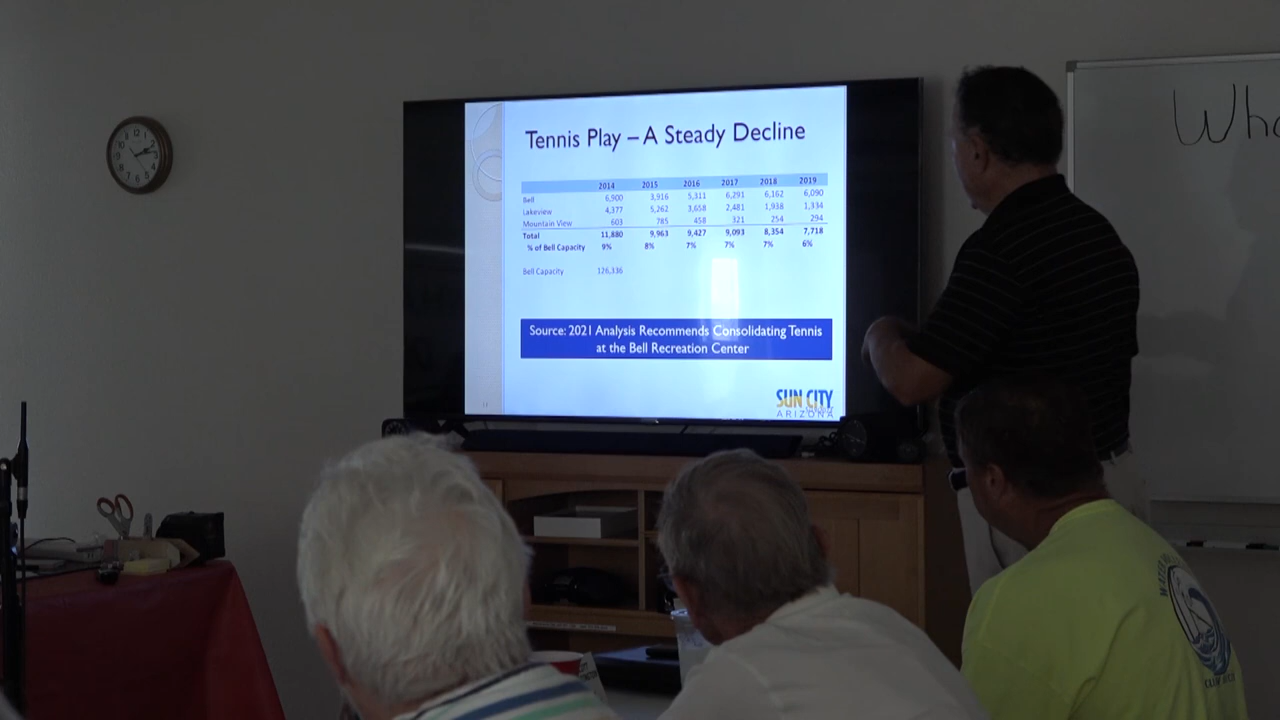 Tennis Play – A Steady Decline
2014 2015 2016 2017 2018 2019
Bell 6,900 3,916 5,311 6,291 6,162 6,090
Lakeview 4,377 5,262 3,658 2,481 1,938 1,334
Mountain View 603 785 458 321 254 294
Total 11,880 9,963 9,427 9,093 8,354 7,718
% of Bell Capacity 9% 8% 7% 7% 7% 6%
Bell Capacity 126,336
Source: 2021 Analysis Recommends Consolidating Tennis
at the Bell Recreation Center
SUN CITY
ARIZONA